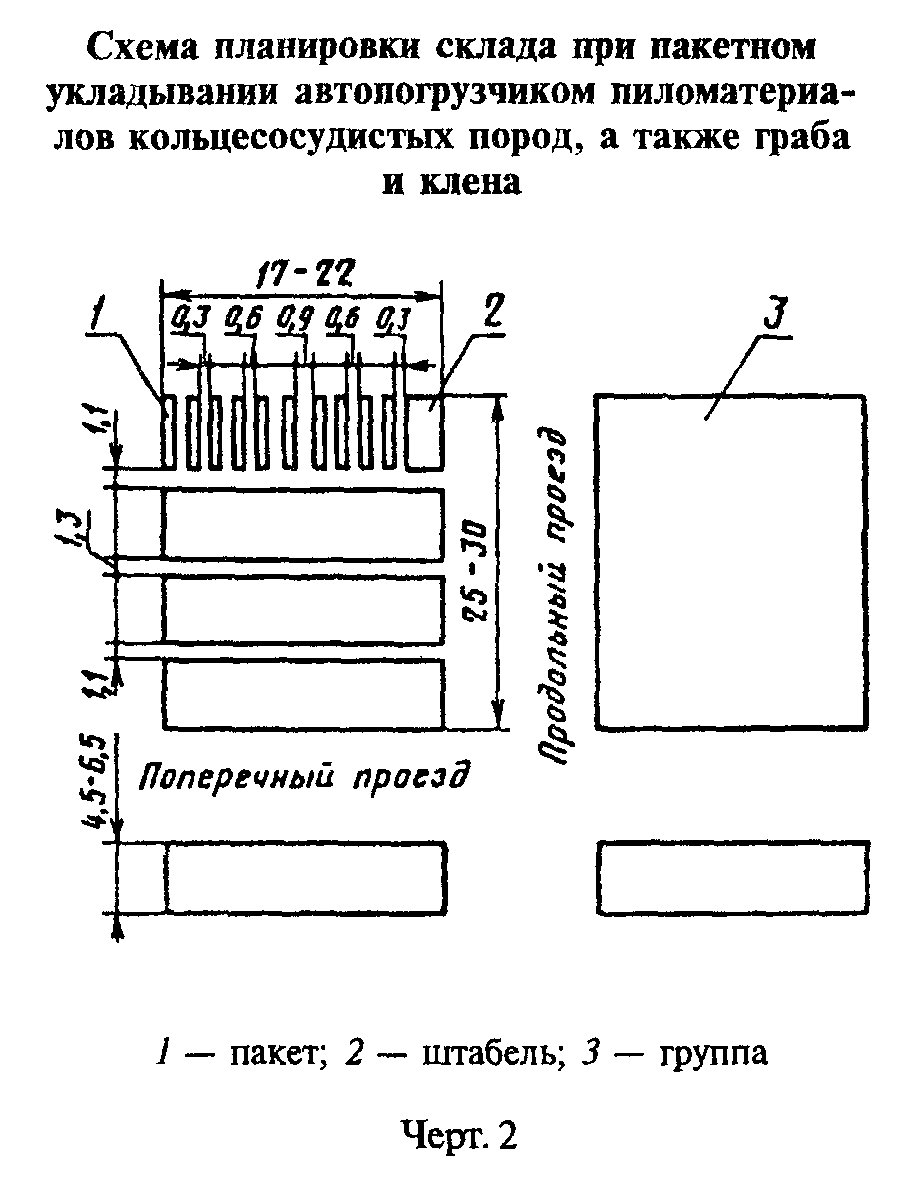 Схема планировки склада при пакетном
укладывании автопогрузчиком пиломатериа-
лов кольцесосудистых пород, а также граба
и клена
17-22
1 0,3 0,6 0,9 0,6 0,3 2 3
1,1
1,3
1,1
25-30
Продольный проезд
4,5-6,5
Поперечный проезд
1 — пакет; 2 — штабель; 3 — группа
Черт. 2